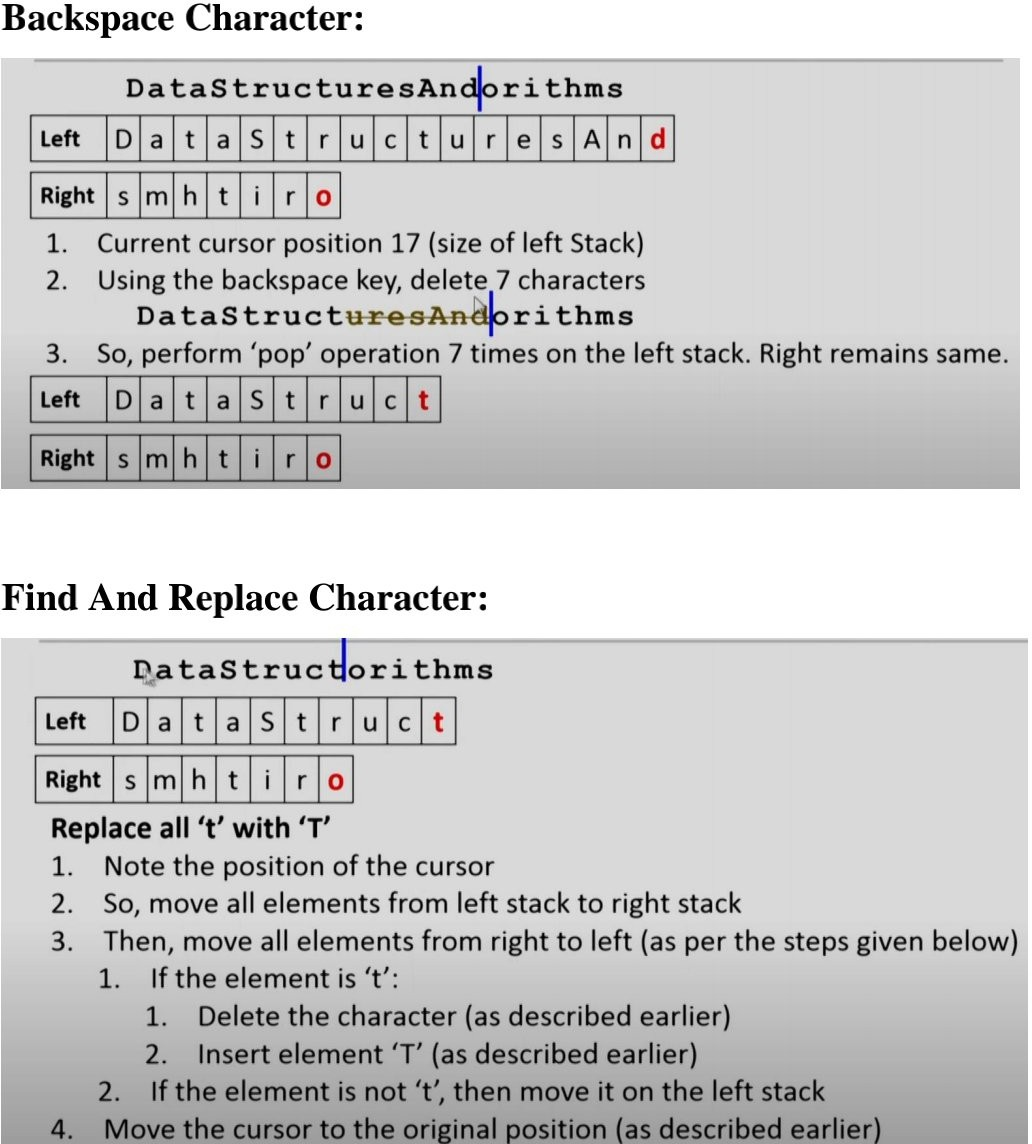 Backspace Character:
DataStructuresAndorithms
Left D a t a S t r u c t u r e s A n d
Right s m h t i r o
1. Current cursor position 17 (size of left Stack)
2. Using the backspace key, delete 7 characters
DataStructuresAndorithms
3. So, perform ‘pop’ operation 7 times on the left stack. Right remains same.
Left D a t a S t r u c t
Right s m h t i r o
Find And Replace Character:
DataStructorithms
Left D a t a S t r u c t
Right s m h t i r o
Replace all ‘t’ with ‘T’
1. Note the position of the cursor
2. So, move all elements from left stack to right stack
3. Then, move all elements from right to left (as per the steps given below)
1. If the element is ‘t’:
1. Delete the character (as described earlier)
2. Insert element ‘T’ (as described earlier)
2. If the element is not ‘t’, then move it on the left stack
4. Move the cursor to the original position (as described earlier)